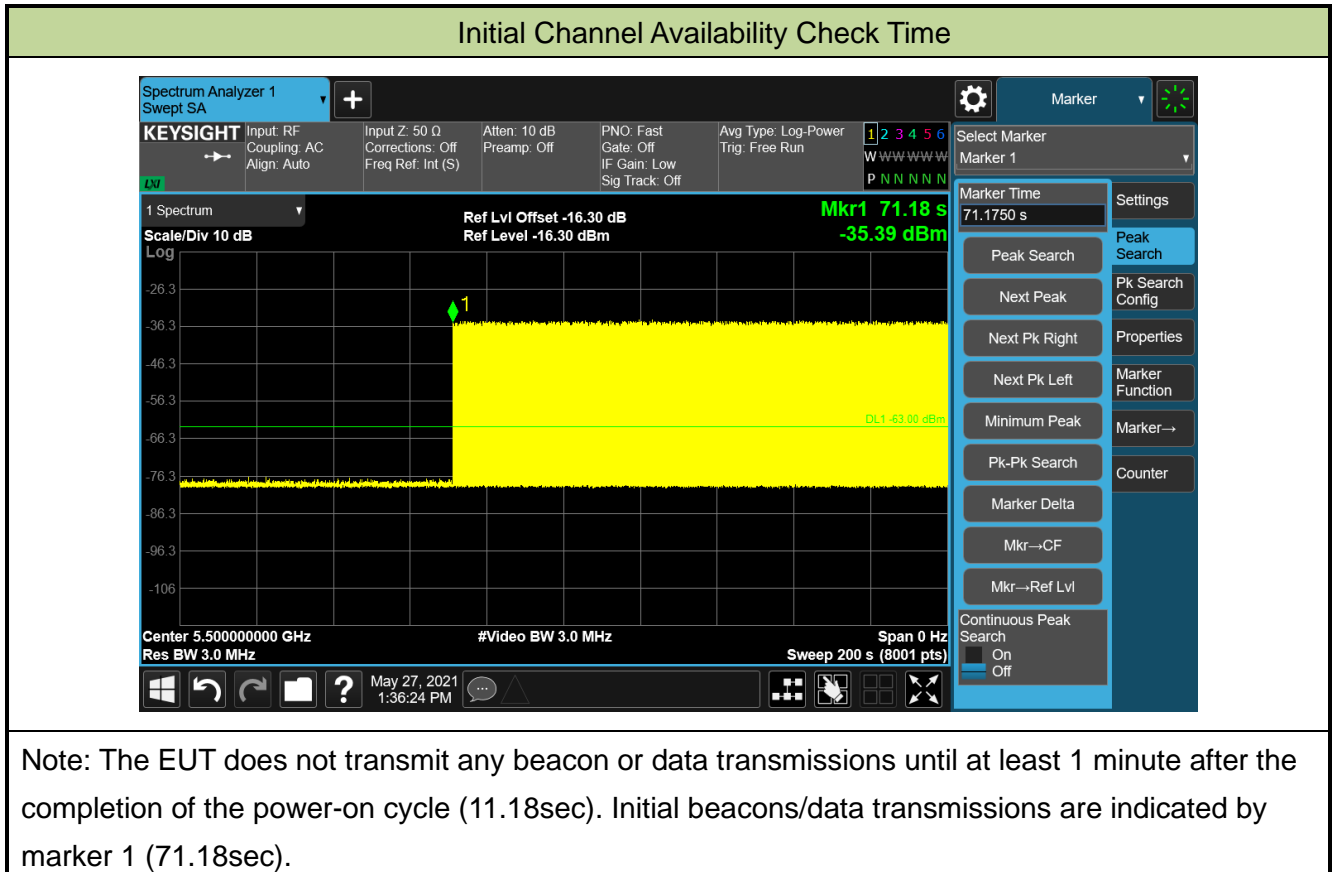 Initial Channel Availability Check Time
Spectrum Analyzer 1
Swept SA
Marker
KEYSIGHT
LXI
Input: RF
Coupling: AC
Align: Auto
Input Z: 50 Ω
Corrections: Off
Freq Ref: Int (S)
Atten: 10 dB
Preamp: Off
PNO: Fast
Gate: Off
IF Gain: Low
Sig Track: Off
Avg Type: Log-Power
Trig: Free Run
1 2 3 4 5 6
W W W W W W
P N N N N N
Select Marker
Marker 1
1 Spectrum
Scale/Div 10 dB
Ref Lvl Offset -16.30 dB
Ref Level -16.30 dBm
Mkr1 71.18 s
-35.39 dBm
Log
-26.3
-36.3
-46.3
-56.3
-66.3
-76.3
-86.3
-96.3
-106
1
DL1 -63.00 dBm
Center 5.500000000 GHz
Res BW 3.0 MHz
#Video BW 3.0 MHz
Span 0 Hz
Sweep 200 s (8001 pts)
Marker Time
71.1750 s
Peak Search
Next Peak
Next Pk Right
Next Pk Left
Minimum Peak
Pk-Pk Search
Marker Delta
Mkr→CF
Mkr→Ref Lvl
Continuous Peak
Search
On
Off
Settings
Peak
Search
Pk Search
Config
Properties
Marker
Function
Marker→
Counter
?
May 27, 2021
1:36:24 PM
Note: The EUT does not transmit any beacon or data transmissions until at least 1 minute after the
completion of the power-on cycle (11.18sec). Initial beacons/data transmissions are indicated by
marker 1 (71.18sec).